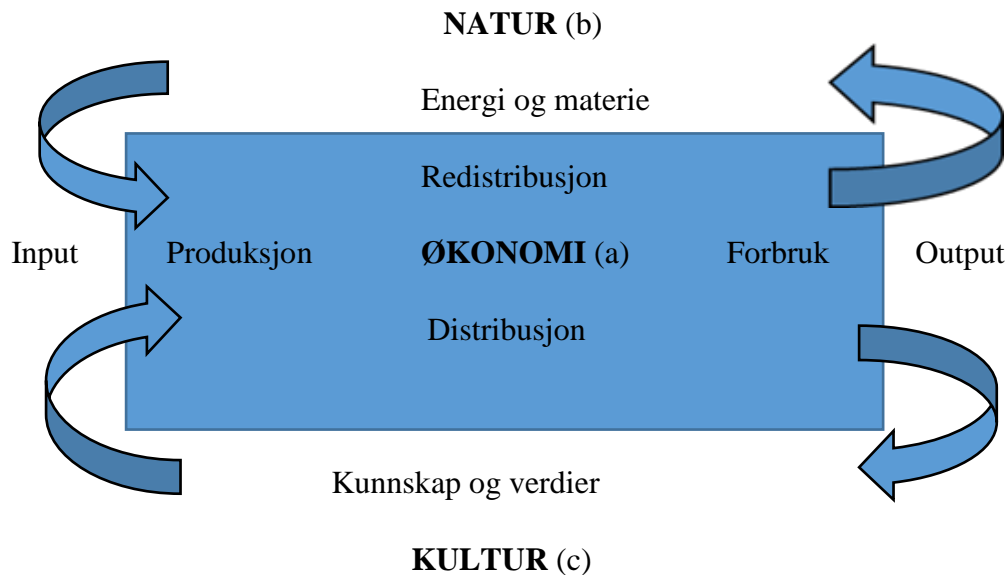 NATUR (b)
Energi og materie
Redistribusjon
Input Produksjon ØKONOMI (a) Forbruk Output
Distribusjon
Kunnskap og verdier
KULTUR (c)